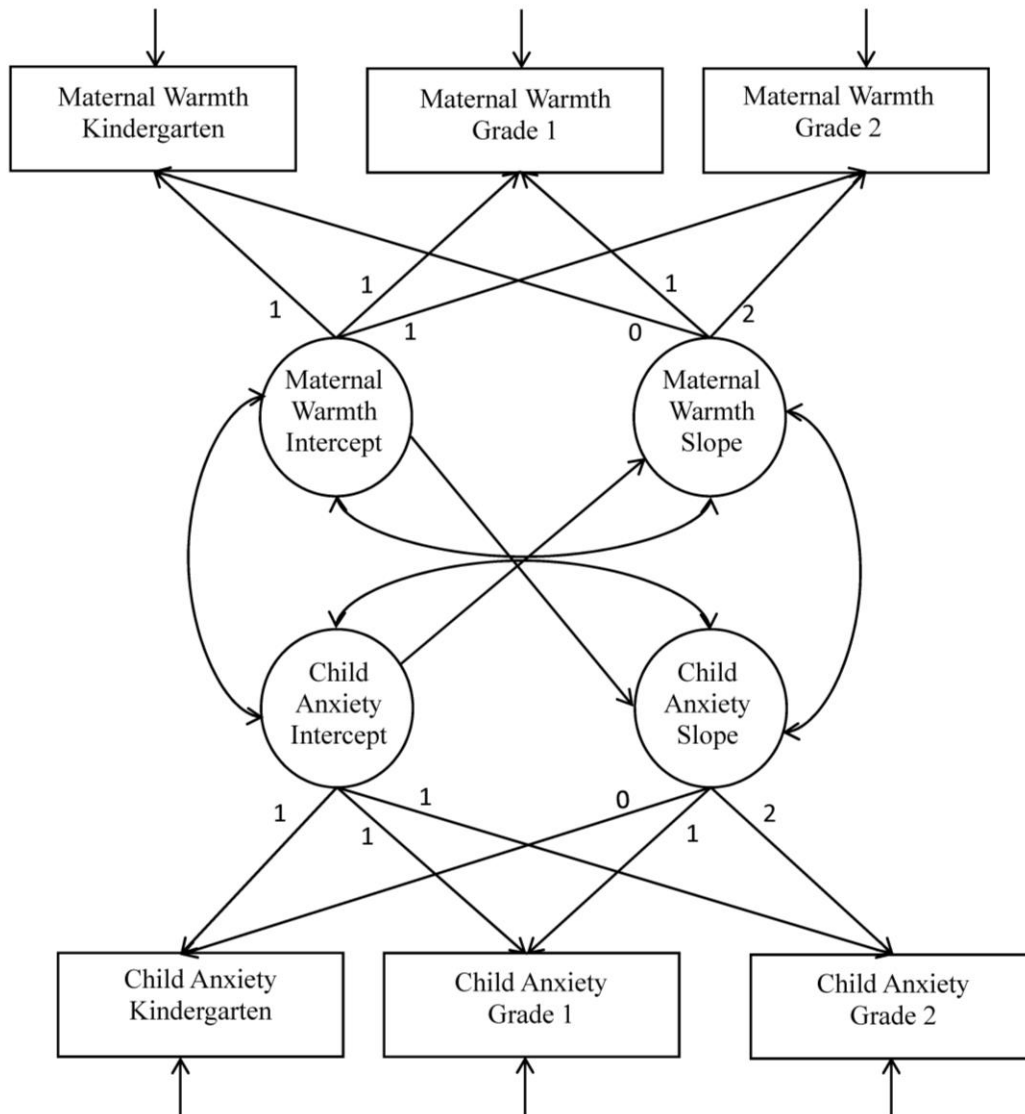 Maternal Warmth
Kindergarten
Maternal Warmth
Grade 1
Maternal Warmth
Grade 2
1
1
1
0
1
2
Maternal
Warmth
Intercept
Maternal
Warmth
Slope
Child
Anxiety
Intercept
Child
Anxiety
Slope
1
1
1
0
1
2
Child Anxiety
Kindergarten
Child Anxiety
Grade 1
Child Anxiety
Grade 2